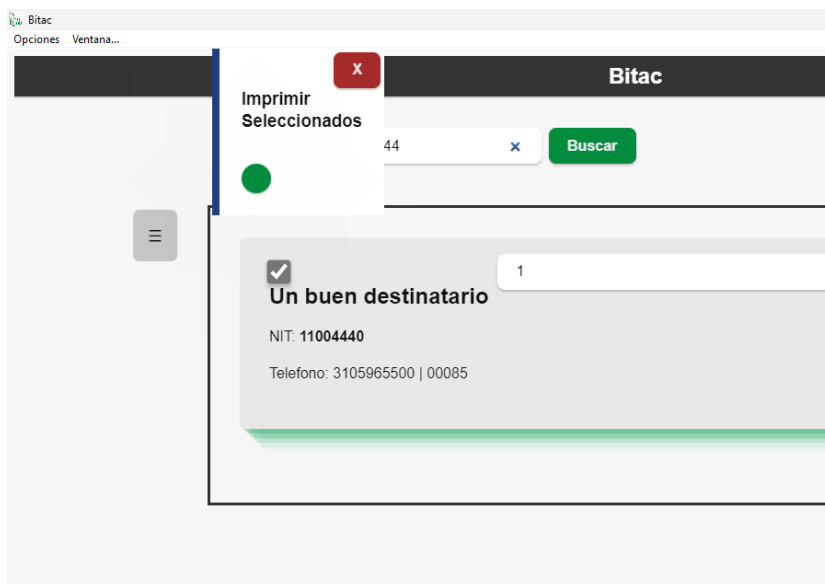 Bitac
Opciones Ventana...
X
Bitac
Imprimir
Seleccionados
44 × Buscar
☰
1
Un buen destinatario
NIT: 11004440
Telefono: 3105965500 | 00085